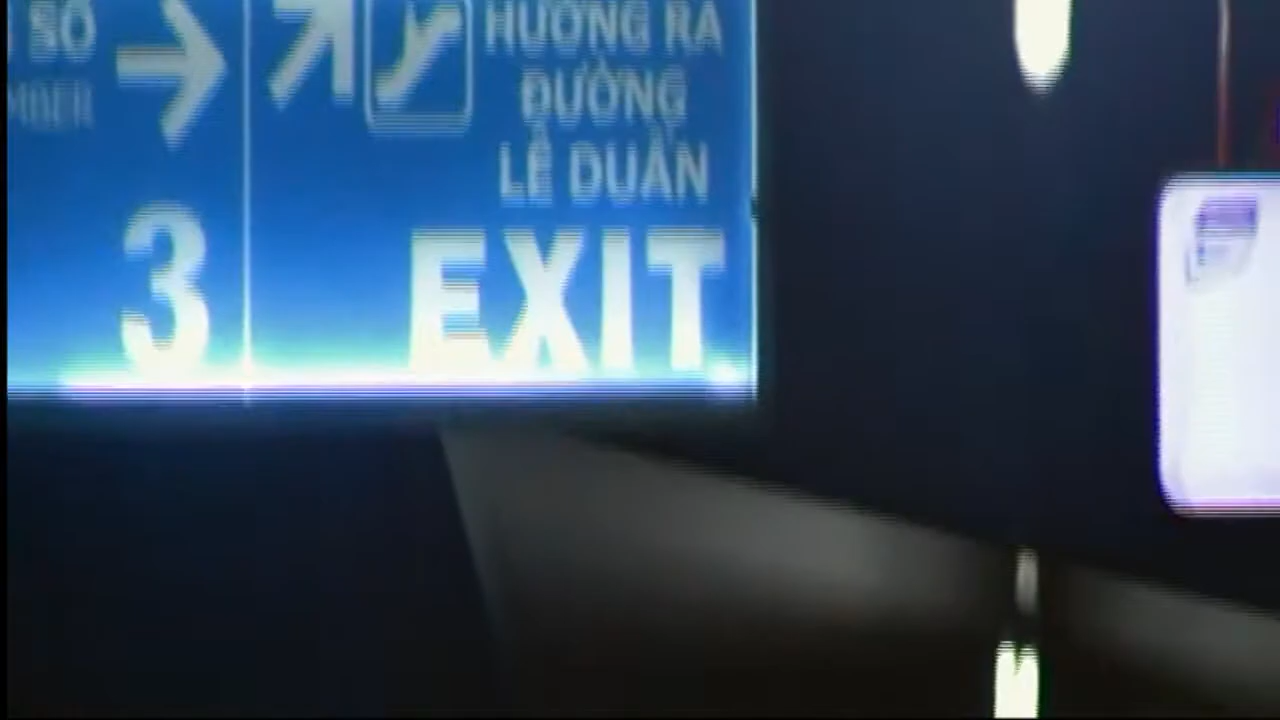 SỐ
HƯỚNG RA
ĐƯỜNG
LÊ DUẨN
3
EXIT